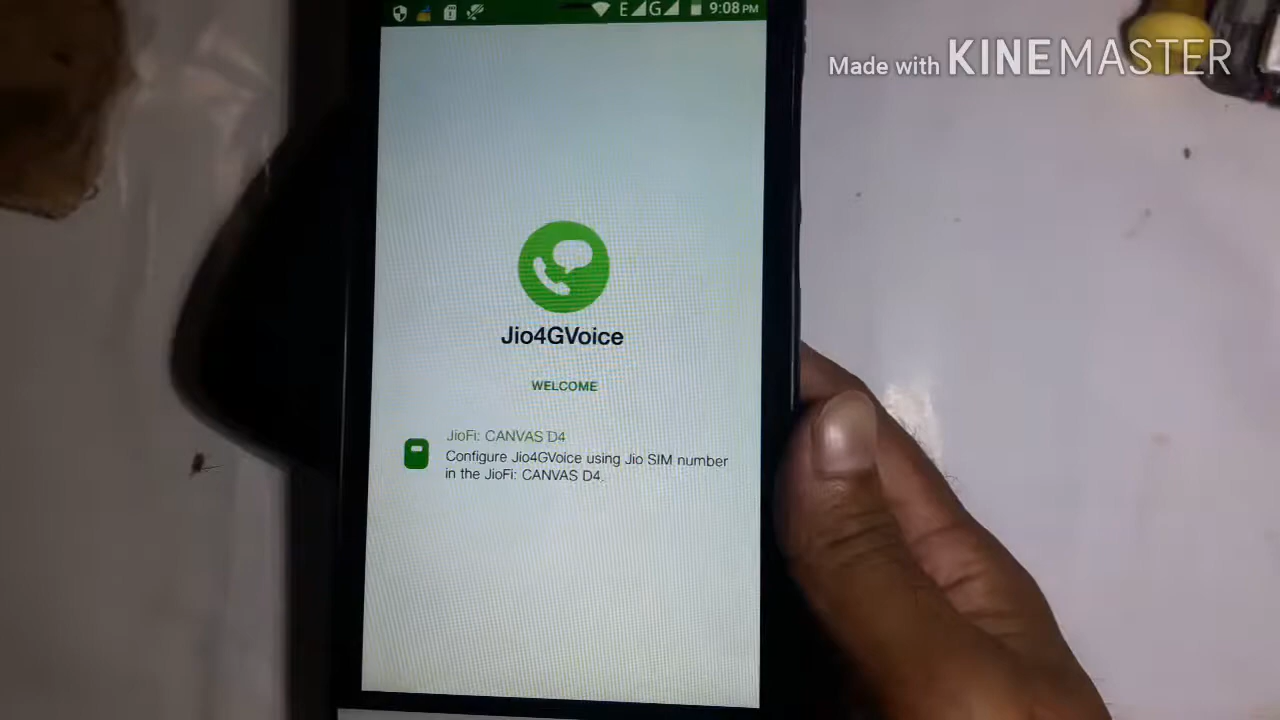 E G 9:08 PM
Made with KINEMASTER
Jio4GVoice
WELCOME
JioFi: CANVAS D4
Configure Jio4GVoice using Jio SIM number
in the JioFi: CANVAS D4.